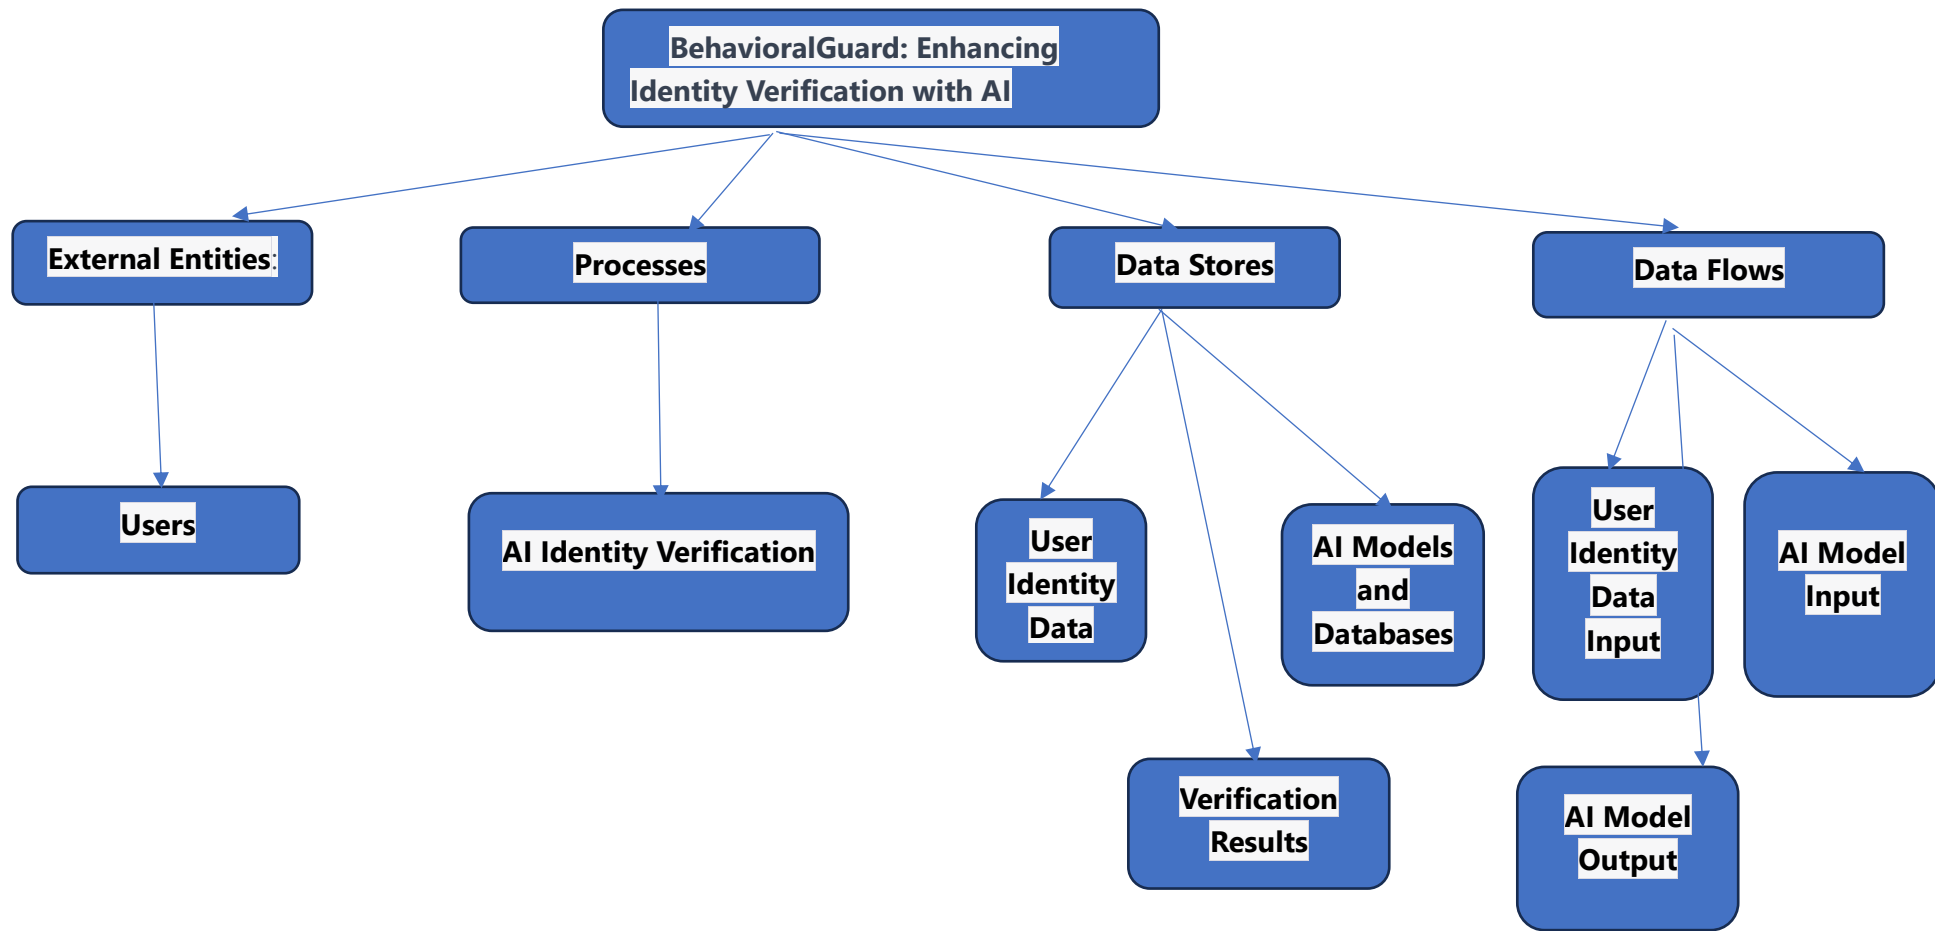 BehavioralGuard: Enhancing
Identity Verification with AI
External Entities:
Processes
Data Stores
Data Flows
Users
AI Identity Verification
User
Identity
Data
AI Models
and
Databases
User
Identity
Data
Input
AI Model
Input
Verification
Results
AI Model
Output